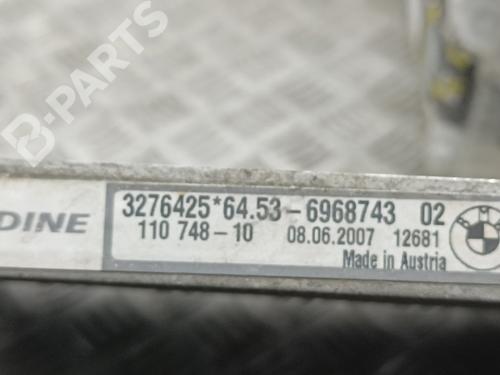 B-PARTS
DINE
3276425*64.53-6968743 02
110 748-10 08.06.2007 12681
Made in Austria